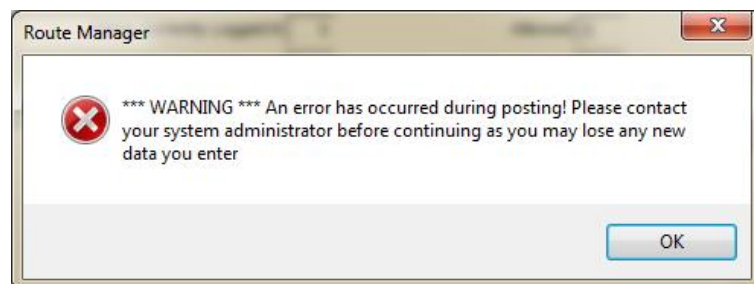 Route Manager
*** WARNING *** An error has occurred during posting! Please contact
your system administrator before continuing as you may lose any new
data you enter
OK